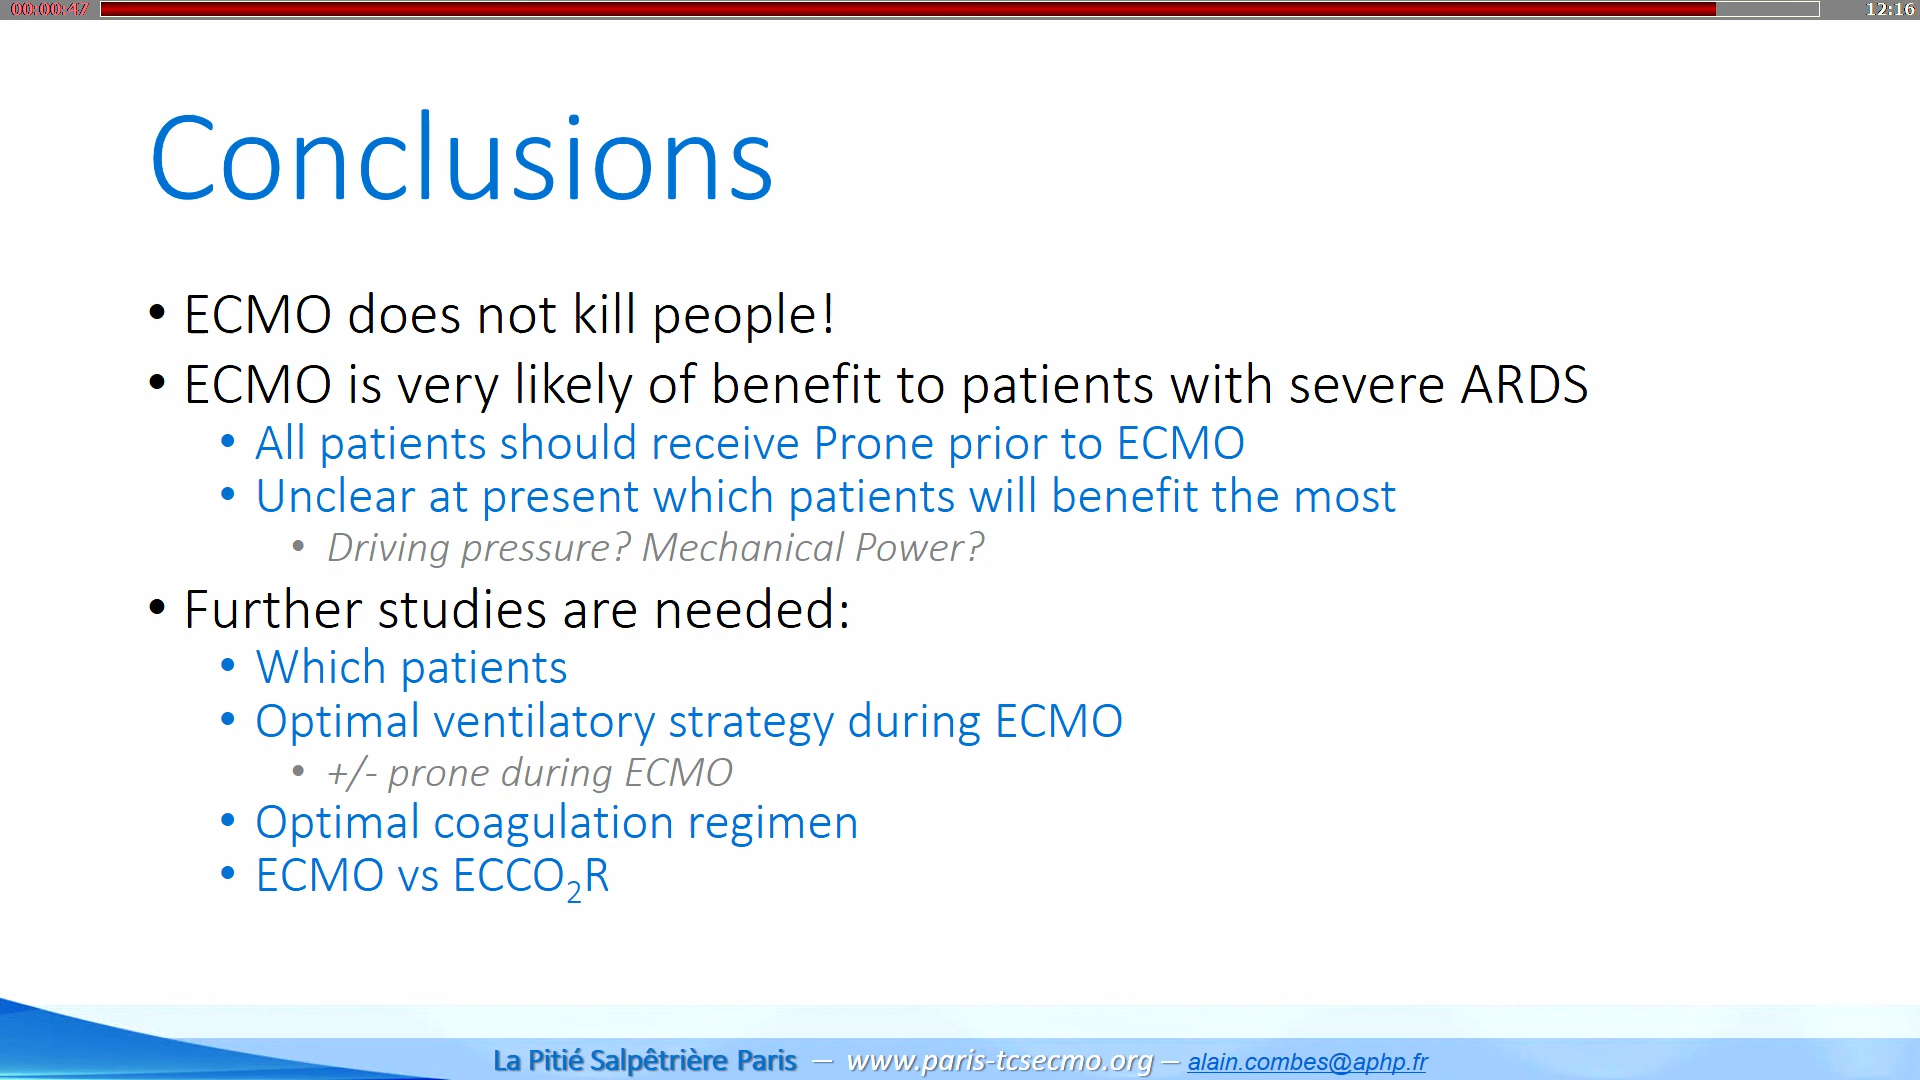 00:00:47 12:16
Conclusions
• ECMO does not kill people!
• ECMO is very likely of benefit to patients with severe ARDS
• All patients should receive Prone prior to ECMO
• Unclear at present which patients will benefit the most
• Driving pressure? Mechanical Power?
• Further studies are needed:
• Which patients
• Optimal ventilatory strategy during ECMO
• +/- prone during ECMO
• Optimal coagulation regimen
• ECMO vs ECCO₂R
La Pitié Salpêtrière Paris – www.paris-tcsecmo.org – alain.combes@aphp.fr